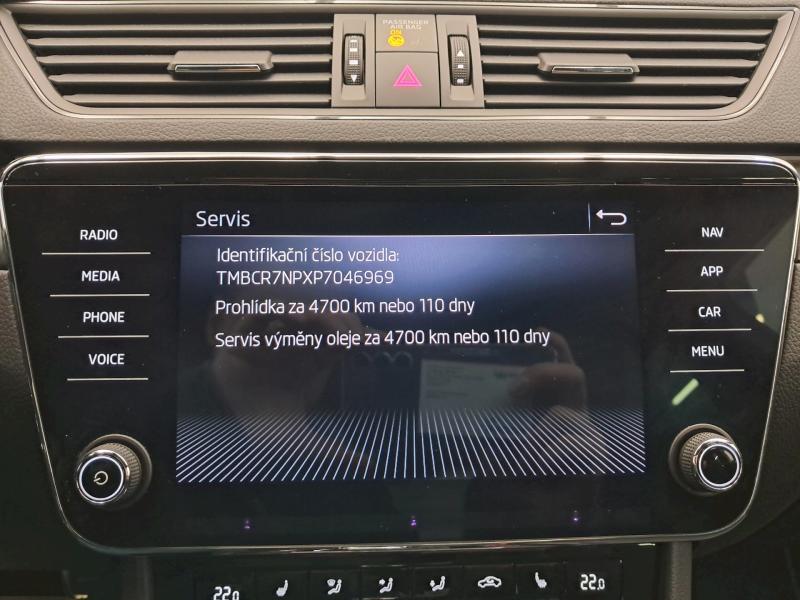 PASSENGER
AIR BAG
ON
Servis
RADIO
MEDIA
PHONE
VOICE
Identifikační číslo vozidla:
TMBCR7NPXP7046969
Prohlídka za 4700 km nebo 110 dny
Servis výměny oleje za 4700 km nebo 110 dny
NAV
APP
CAR
MENU
22.0
22.0